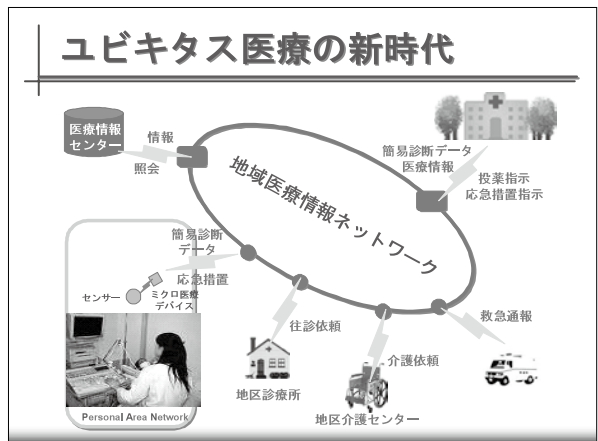 ユビキタス医療の新時代
医療情報
センター
情報
照会
簡易診断データ
医療情報
投薬指示
応急措置指示
地域医療情報ネットワーク
簡易診断
データ
応急措置
センサー
ミクロ医療
デバイス
往診依頼
介護依頼
救急通報
地区診療所
地区介護センター
Personal Area Network